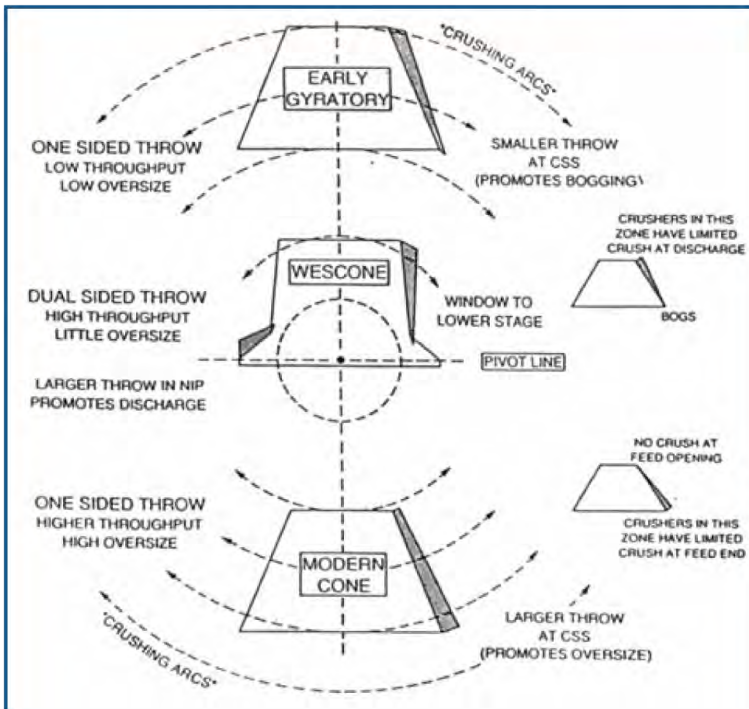 "CRUSHING ARCS"
EARLY
GYRATORY
ONE SIDED THROW
LOW THROUGHPUT
LOW OVERSIZE
SMALLER THROW
AT CSS
(PROMOTES BOGGING\
CRUSHERS IN THIS
ZONE HAVE LIMITED
CRUSH AT DISCHARGE
BOGS
WESCONE
DUAL SIDED THROW
HIGH THROUGHPUT
LITTLE OVERSIZE
WINDOW TO
LOWER STAGE
PIVOT LINE
LARGER THROW IN NIP
PROMOTES DISCHARGE
NO CRUSH AT
FEED OPENING
CRUSHERS IN THIS
ZONE HAVE LIMITED
CRUSH AT FEED END
ONE SIDED THROW
HIGHER THROUGHPUT
HIGH OVERSIZE
MODERN
CONE
LARGER THROW
AT CSS
(PROMOTES OVERSIZE)
"CRUSHING ARCS"